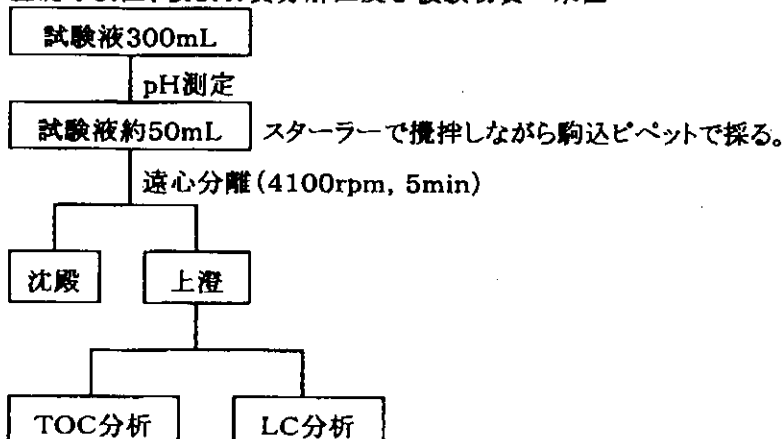 試験液300mL
pH測定
試験液約50mL スターラーで攪拌しながら駒込ピペットで採る。
遠心分離(4100rpm, 5min)
沈殿 上澄
TOC分析 LC分析